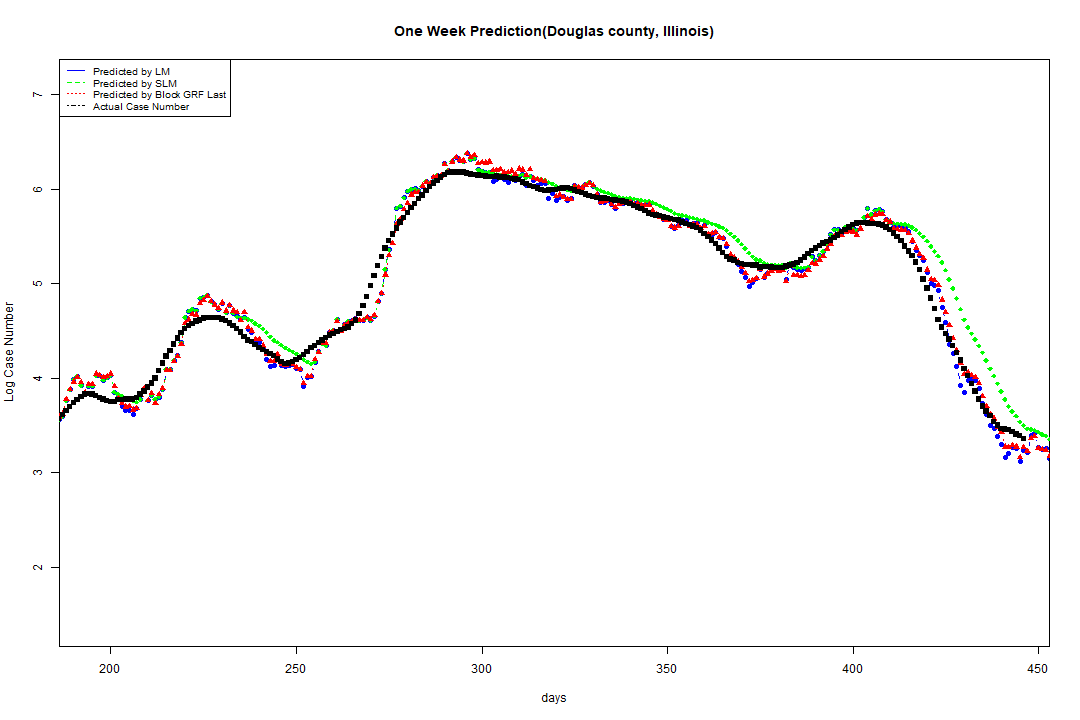 One Week Prediction(Douglas county, Illinois)
Predicted by LM
Predicted by SLM
Predicted by Block GRF Last
Actual Case Number
7
6
5
4
3
2
Log Case Number
200 250 300 350 400 450
days